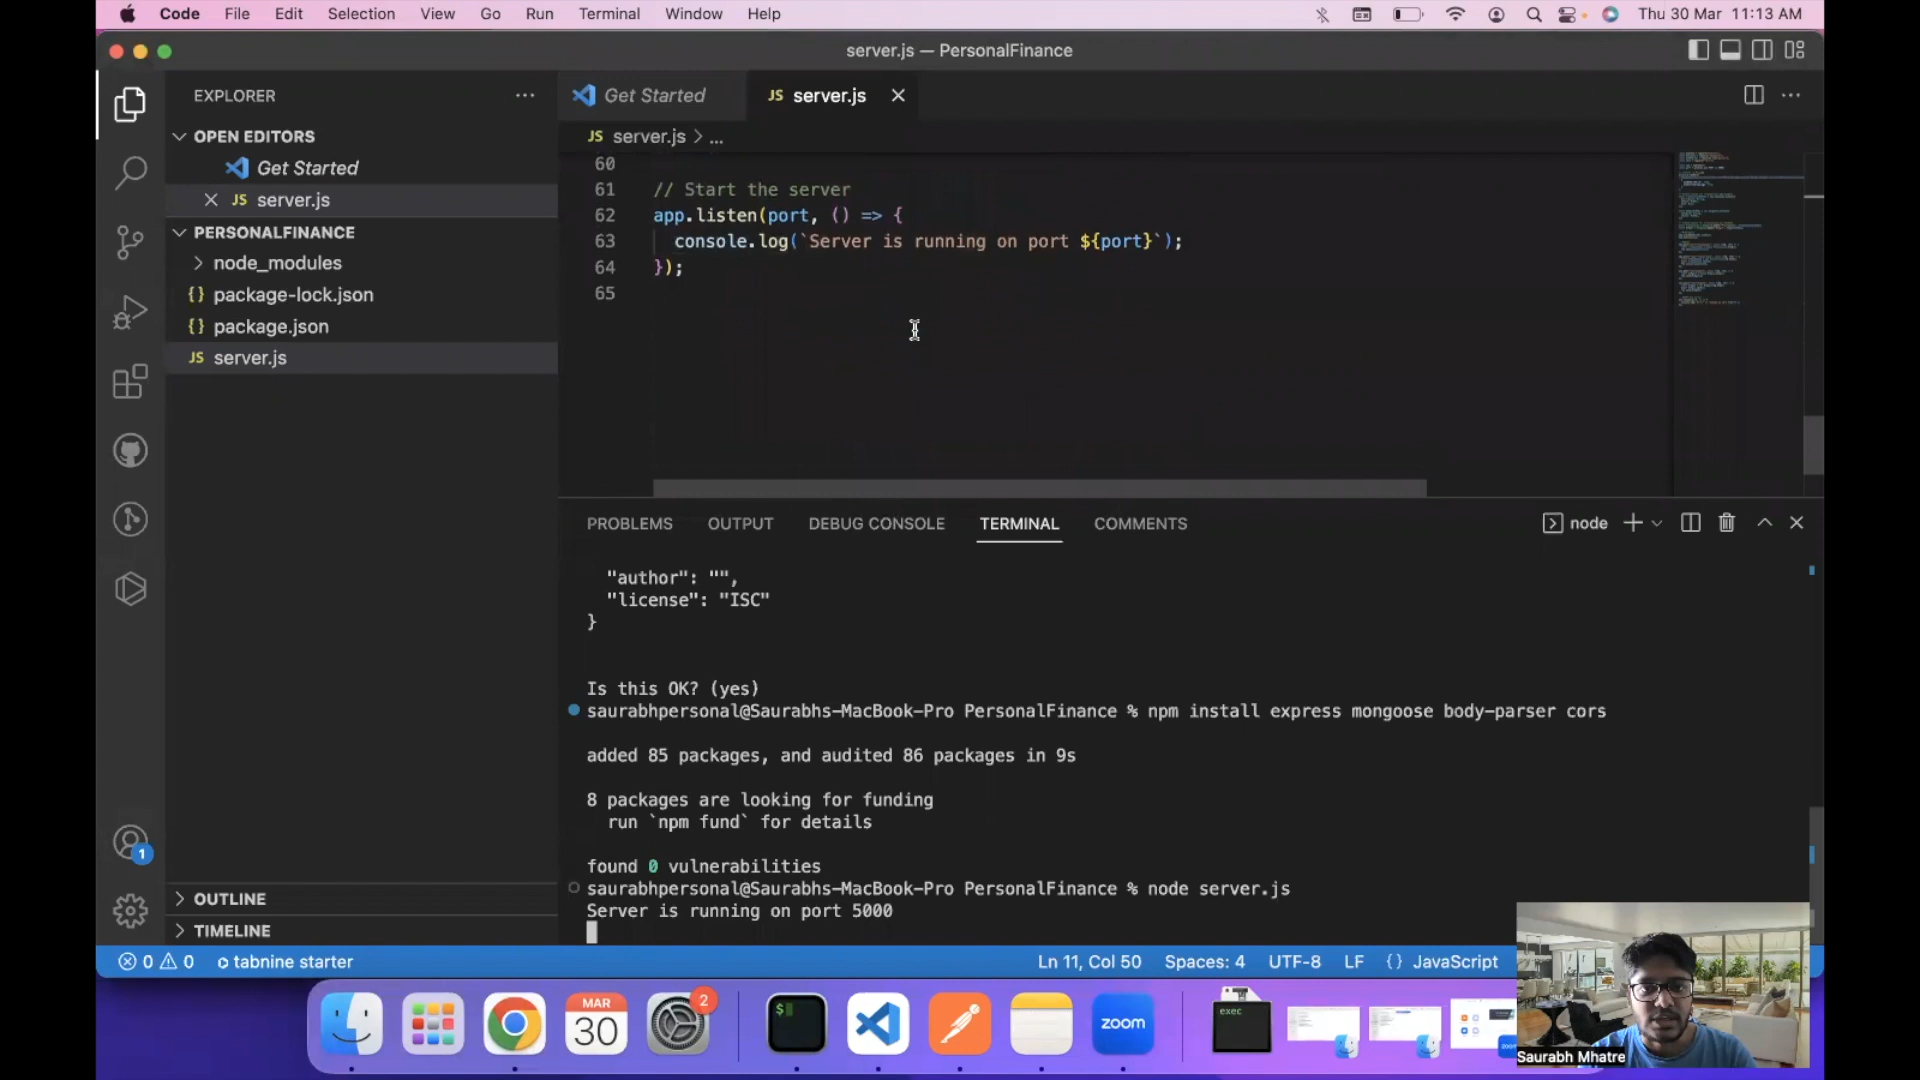 Code File Edit Selection View Go Run Terminal Window Help Thu 30 Mar 11:13 AM
server.js — PersonalFinance
EXPLORER
OPEN EDITORS
Get Started
JS server.js
PERSONALFINANCE
node_modules
{} package-lock.json
{} package.json
JS server.js
OUTLINE
TIMELINE
Get Started JS server.js
JS server.js > ...
60
61 // Start the server
62 app.listen(port, () => {
63 console.log(`Server is running on port ${port}`);
64 });
65
PROBLEMS OUTPUT DEBUG CONSOLE TERMINAL COMMENTS node
"author": "",
"license": "ISC"
}
Is this OK? (yes)
saurabhpersonal@Saurabhs-MacBook-Pro PersonalFinance % npm install express mongoose body-parser cors
added 85 packages, and audited 86 packages in 9s
8 packages are looking for funding
run `npm fund` for details
found 0 vulnerabilities
saurabhpersonal@Saurabhs-MacBook-Pro PersonalFinance % node server.js
Server is running on port 5000
1
0 0 tabnine starter Ln 11, Col 50 Spaces: 4 UTF-8 LF {} JavaScript
MAR
30
2
$
zoom
exec
Saurabh Mhatre